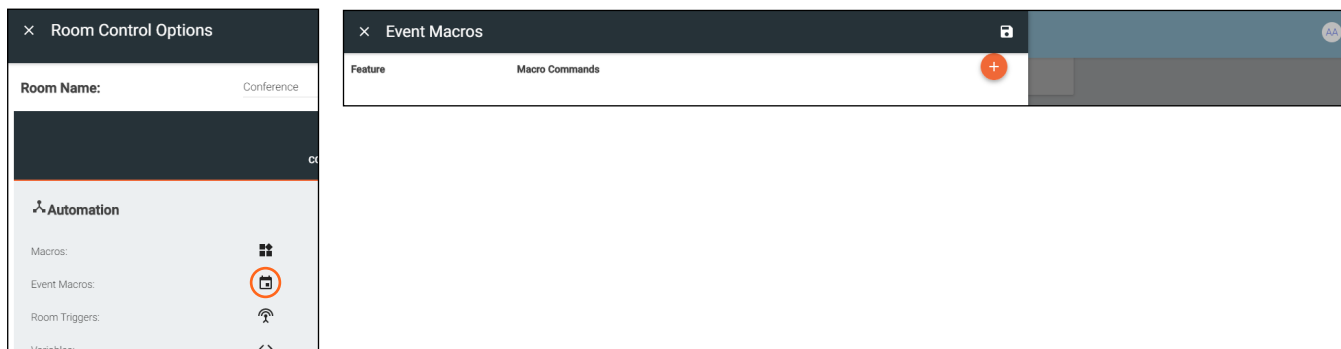 Room Control Options
Room Name:
Conference
Automation
Macros:
Event Macros:
Room Triggers:
Event Macros
AA
Feature
Macro Commands